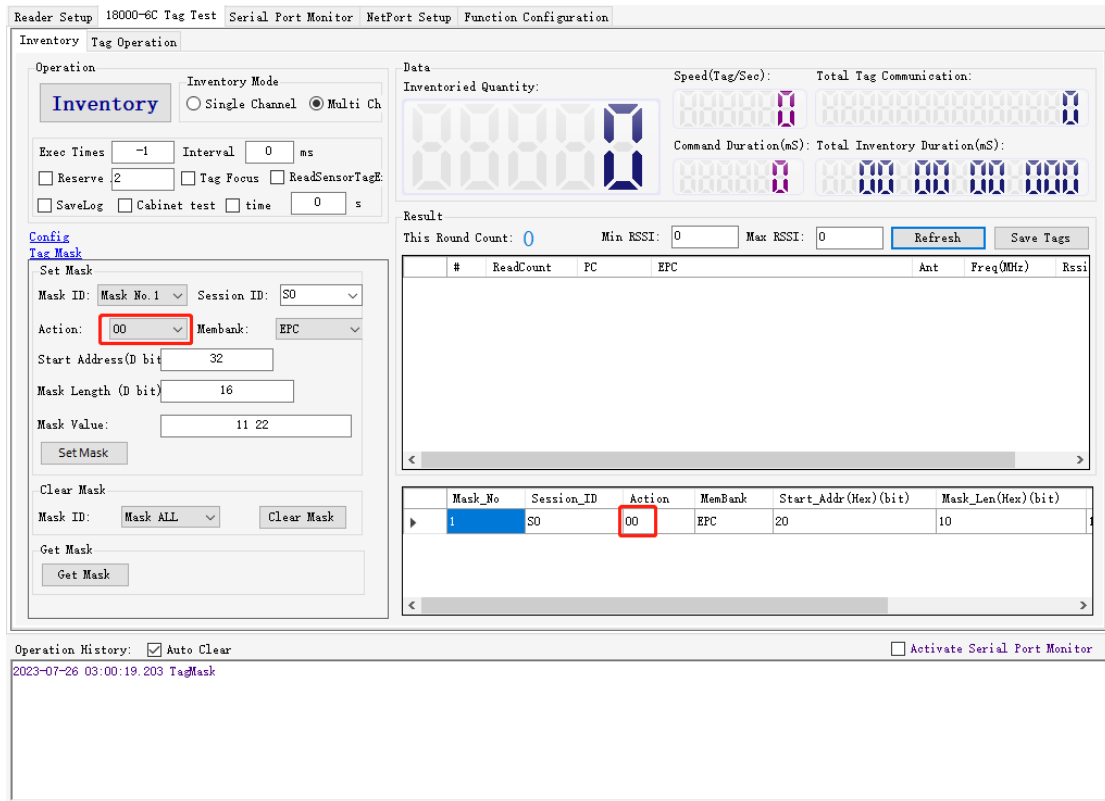 Reader Setup 18000-6C Tag Test Serial Port Monitor NetPort Setup Function Configuration
Inventory Tag Operation
Operation
Inventory
Inventory Mode
Single Channel Multi Ch
Exec Times -1 Interval 0 ms
Reserve 2 Tag Focus ReadSensorTagE
SaveLog Cabinet test time 0 s
Config
Tag Mask
Set Mask
Mask ID: Mask No.1 Session ID: S0
Action: 00 Membank: EPC
Start Address(D bit 32
Mask Length (D bit) 16
Mask Value: 11 22
Set Mask
Clear Mask
Mask ID: Mask ALL Clear Mask
Get Mask
Get Mask
Data
Inventoried Quantity:
0
Speed(Tag/Sec): Total Tag Communication:
0 0
Command Duration(mS): Total Inventory Duration(mS):
0 00 00 00 000
Result
This Round Count: 0 Min RSSI: 0 Max RSSI: 0 Refresh Save Tags
# ReadCount PC EPC Ant Freq(MHz) Rssi
Mask_No Session_ID Action MemBank Start_Addr(Hex)(bit) Mask_Len(Hex)(bit)
1 S0 00 EPC 20 10 1
Operation History: Auto Clear Activate Serial Port Monitor
2023-07-26 03:00:19.203 TagMask